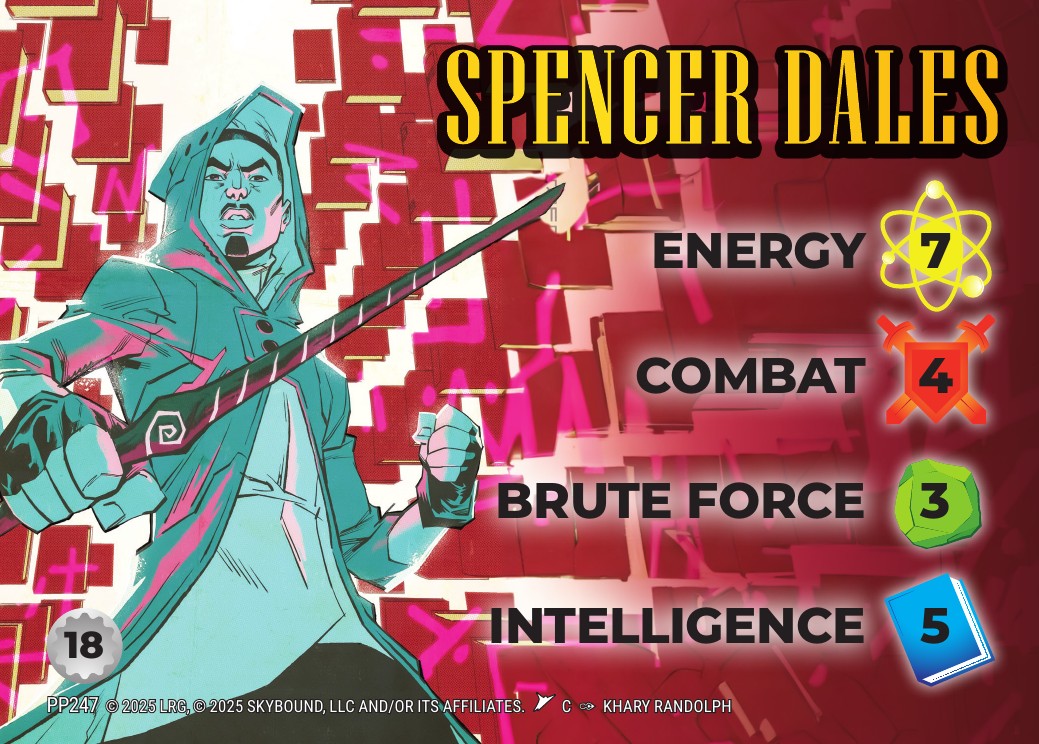 SPENCER DALES
ENERGY 7
COMBAT 4
BRUTE FORCE 3
INTELLIGENCE 5
18
PP247 © 2025 LRG, © 2025 SKYBOUND, LLC AND/OR ITS AFFILIATES. C KHARY RANDOLPH